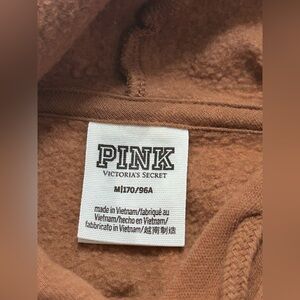 PINK
VICTORIA'S SECRET
M|170/96A
made in Vietnam/fabriqué au
Vietnam/hecho en Vietnam/
fabbricato in Vietnam/越南制造